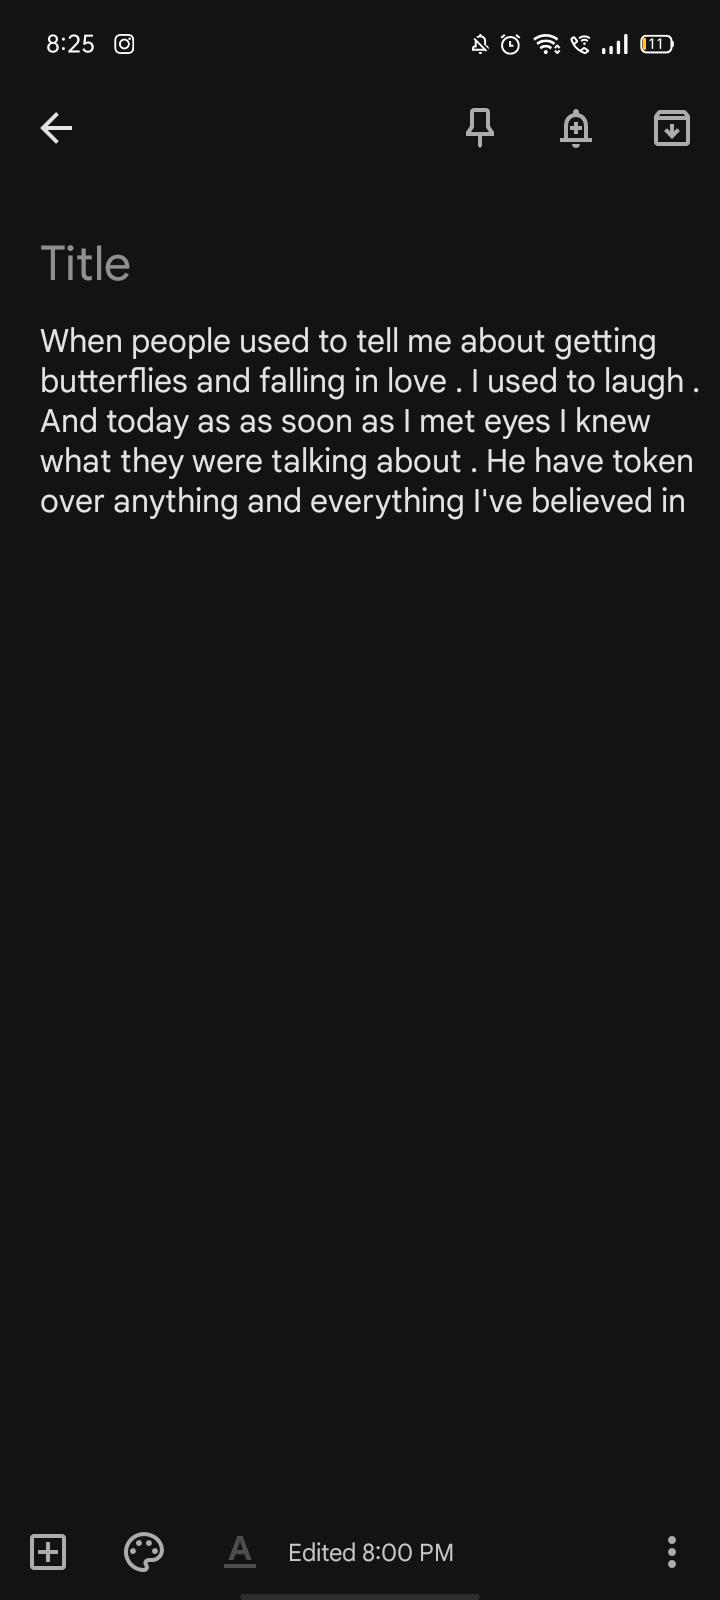 8:25
11
Title
When people used to tell me about getting
butterflies and falling in love . I used to laugh .
And today as as soon as I met eyes I knew
what they were talking about . He have token
over anything and everything I've believed in
A
Edited 8:00 PM